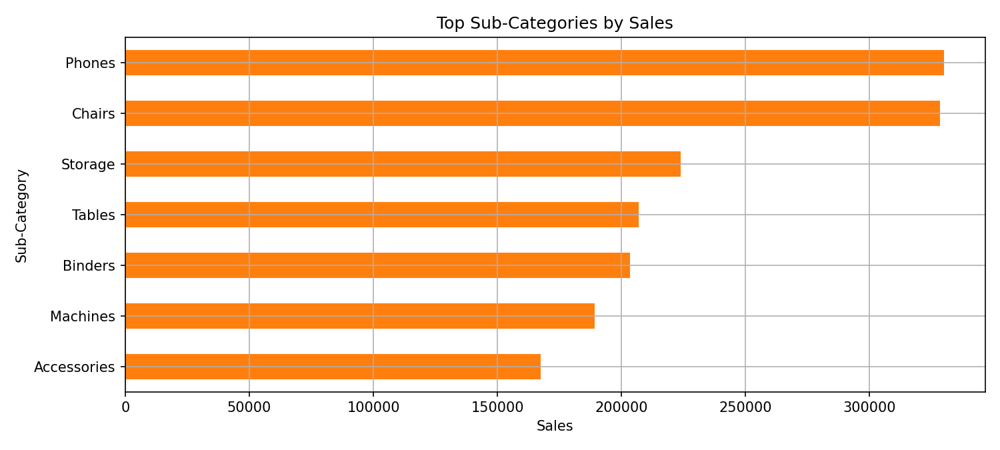 Top Sub-Categories by Sales
Sub-Category
Phones
Chairs
Storage
Tables
Binders
Machines
Accessories
0 50000 100000 150000 200000 250000 300000
Sales